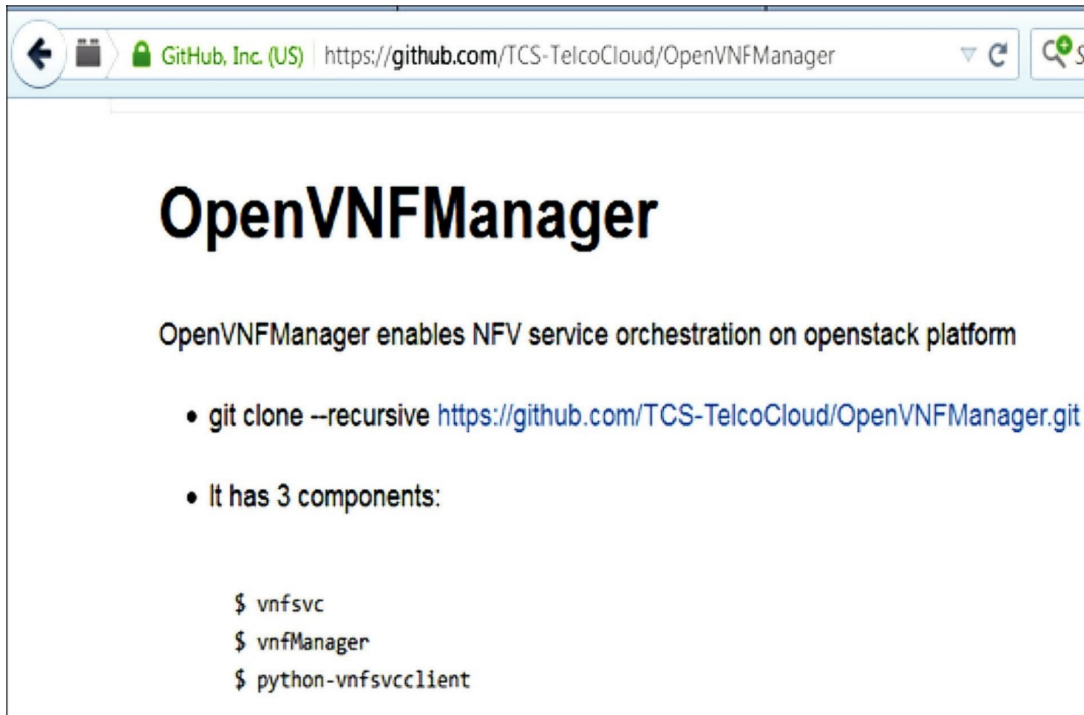 GitHub, Inc. (US) https://github.com/TCS-TelcoCloud/OpenVNFManager S
OpenVNFManager
OpenVNFManager enables NFV service orchestration on openstack platform
• git clone --recursive https://github.com/TCS-TelcoCloud/OpenVNFManager.git
• It has 3 components:
$ vnfsvc
$ vnfManager
$ python-vnfsvcclient